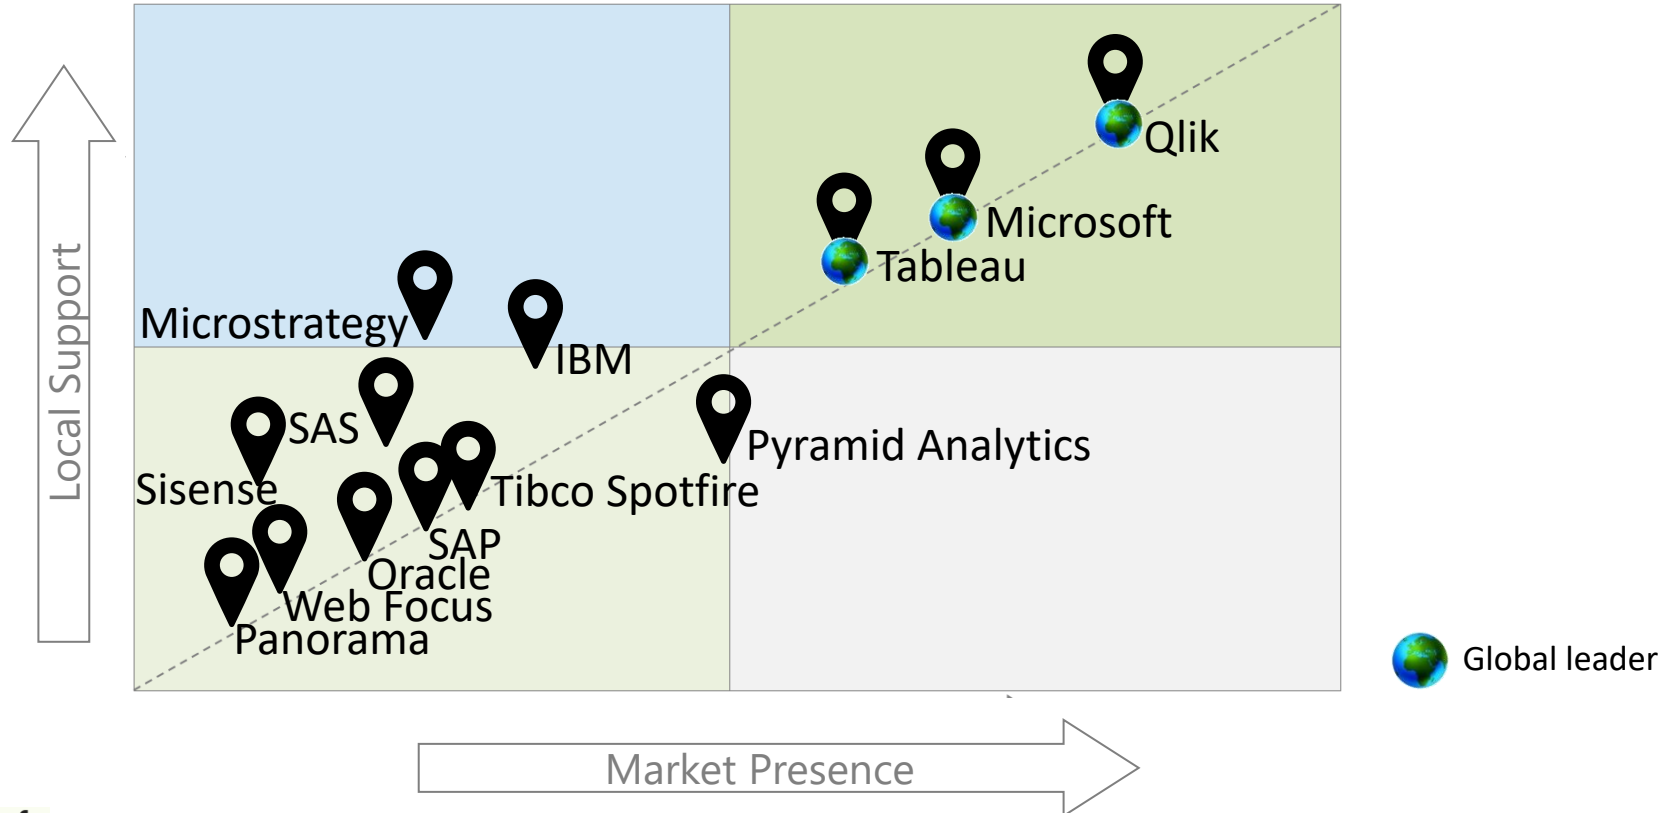 Qlik
Microsoft
Tableau
Microstrategy
IBM
SAS
Pyramid Analytics
Sisense
Tibco Spotfire
SAP
Oracle
Web Focus
Panorama
Local Support
Market Presence
Global leader